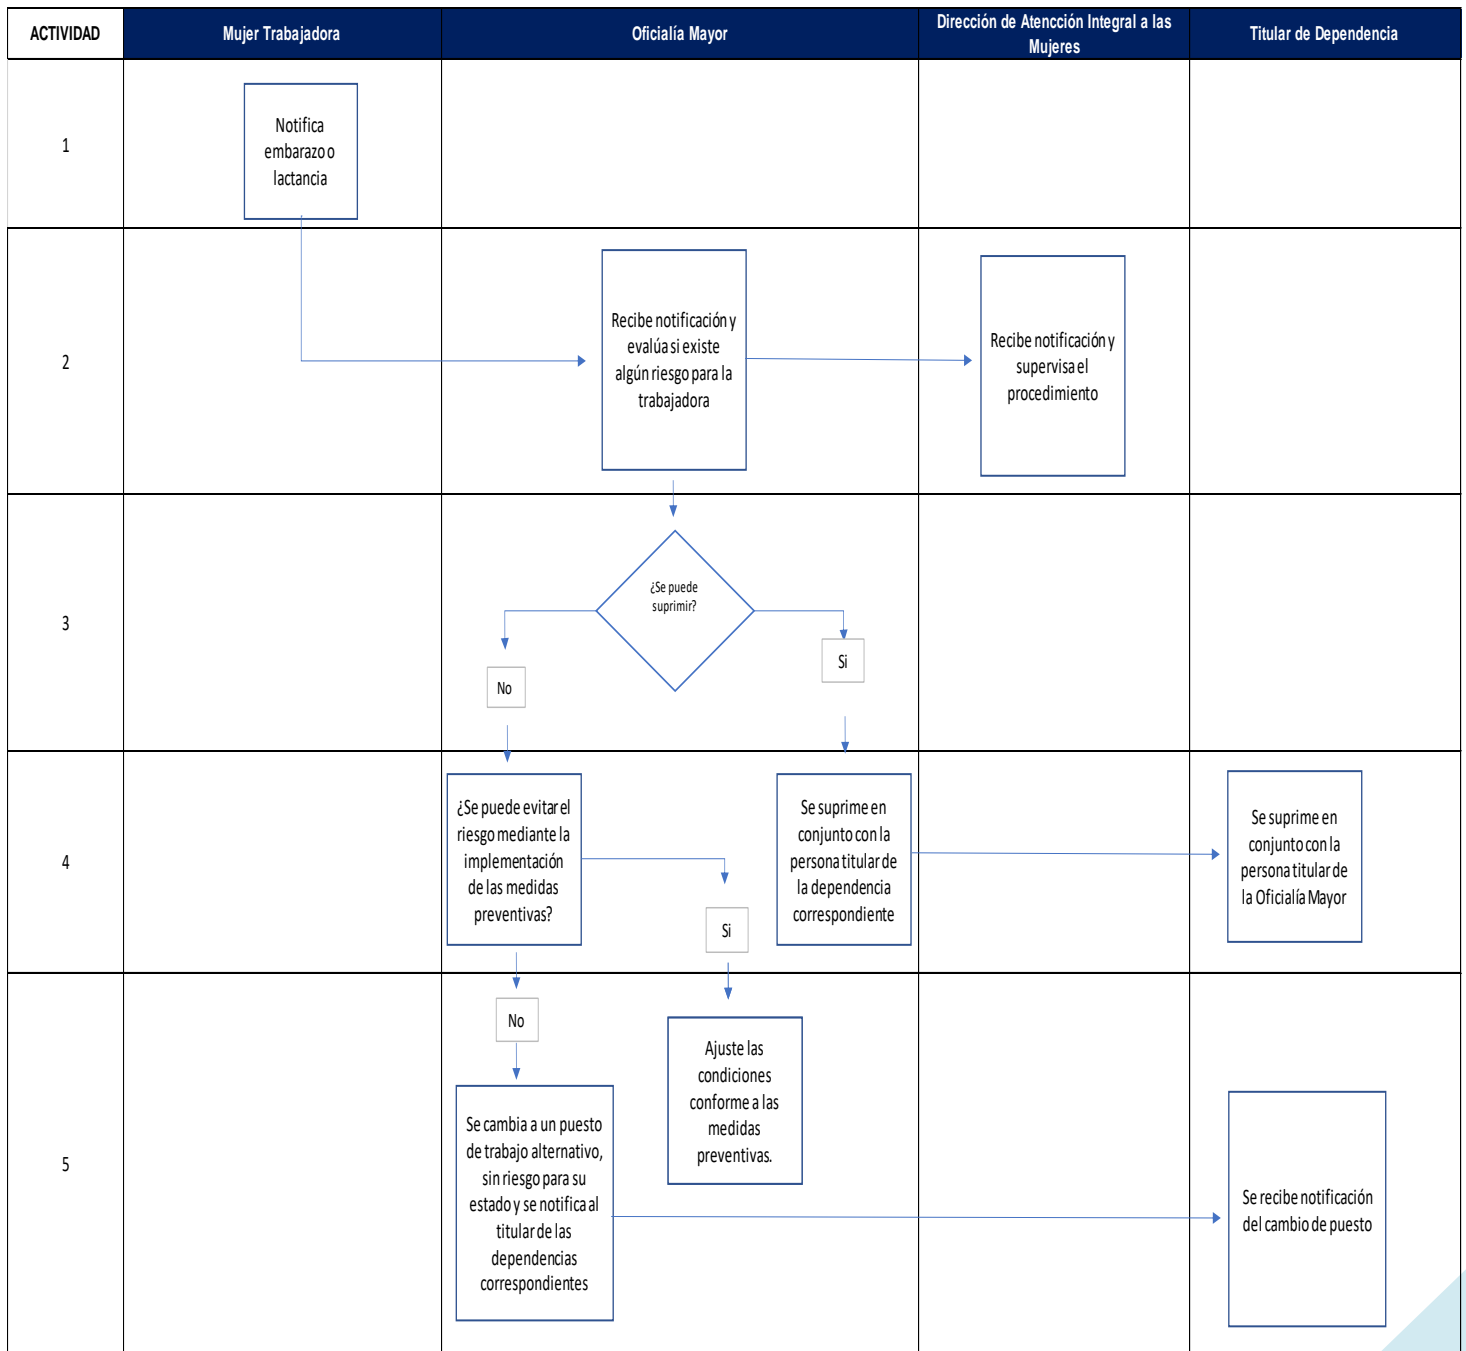 ACTIVIDAD
Mujer Trabajadora
Oficialía Mayor
Dirección de Atencción Integral a las
Mujeres
Titular de Dependencia
1
Notifica
embarazo o
lactancia
2
Recibe notificación y
evalúa si existe
algún riesgo para la
trabajadora
Recibe notificación y
supervisa el
procedimiento
3
¿Se puede
suprimir?
No
Si
4
¿Se puede evitar el
riesgo mediante la
implementación
de las medidas
preventivas?
Si
Se suprime en
conjunto con la
persona titular de
la dependencia
correspondiente
Se suprime en
conjunto con la
persona titular de
la Oficialía Mayor
5
No
Se cambia a un puesto
de trabajo alternativo,
sin riesgo para su
estado y se notifica al
titular de las
dependencias
correspondientes
Ajuste las
condiciones
conforme a las
medidas
preventivas.
Se recibe notificación
del cambio de puesto